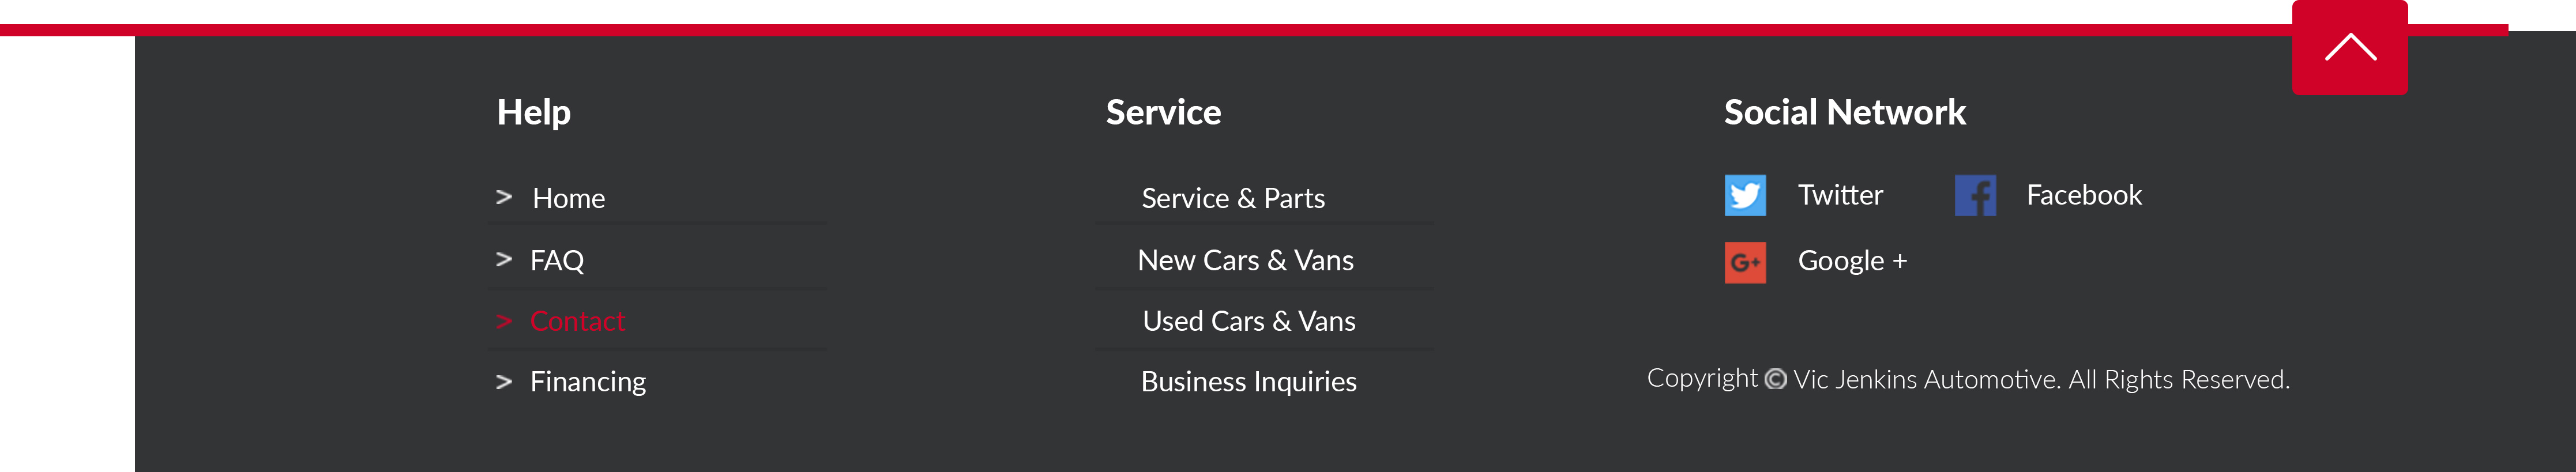 Help
> Home
> FAQ
> Contact
> Financing
Service
Service & Parts
New Cars & Vans
Used Cars & Vans
Business Inquiries
Social Network
Twitter
Facebook
G+ Google +
Copyright © Vic Jenkins Automotive. All Rights Reserved.